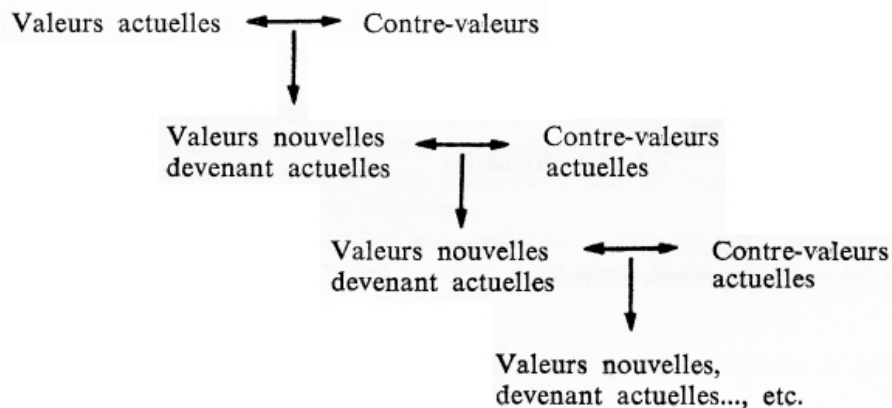 Valeurs actuelles Contre-valeurs
Valeurs nouvelles Contre-valeurs
devenant actuelles actuelles
Valeurs nouvelles Contre-valeurs
devenant actuelles actuelles
Valeurs nouvelles,
devenant actuelles..., etc.